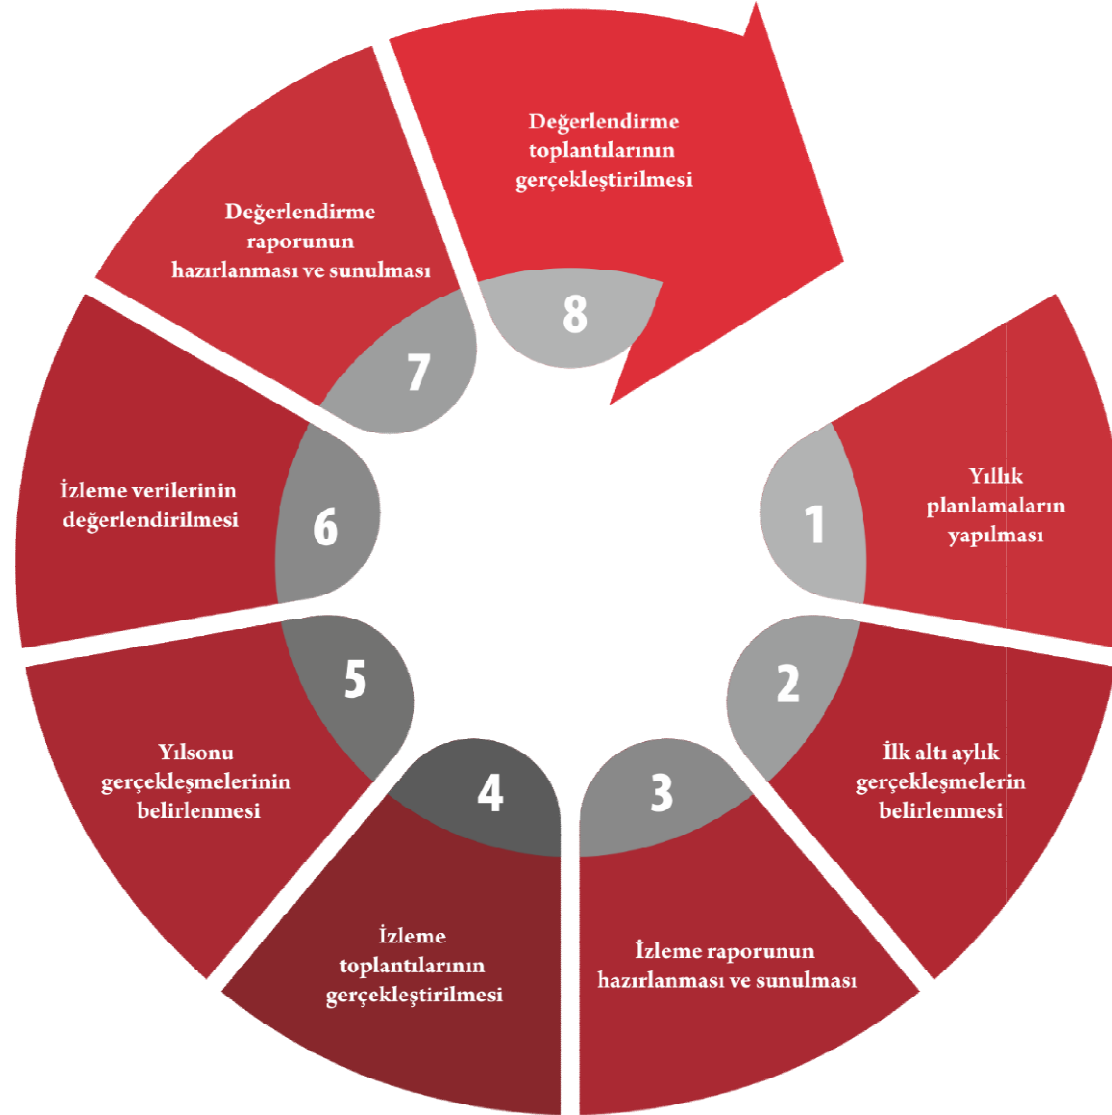 1
Yıllık
planlamaların
yapılması
2
İlk altı aylık
gerçekleşmelerin
belirlenmesi
3
İzleme raporunun
hazırlanması ve sunulması
4
İzleme
toplantılarının
gerçekleştirilmesi
5
Yılsonu
gerçekleşmelerinin
belirlenmesi
6
İzleme verilerinin
değerlendirilmesi
7
Değerlendirme
raporunun
hazırlanması ve sunulması
8
Değerlendirme
toplantılarının
gerçekleştirilmesi